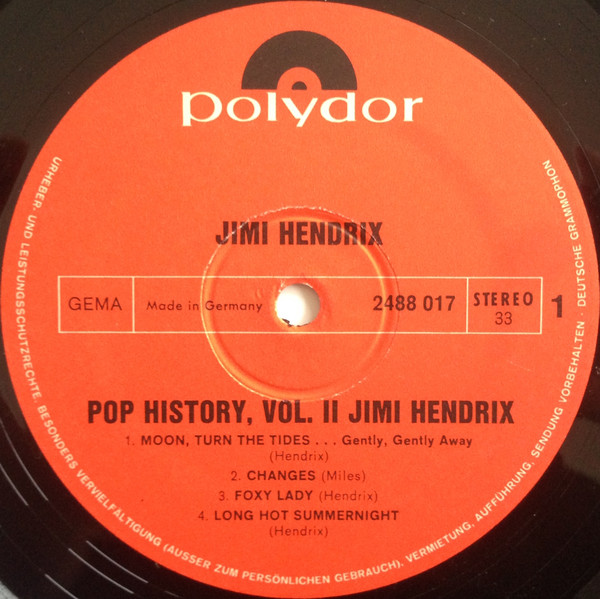 polydor
JIMI HENDRIX
GEMA
Made in Germany
2488 017
STEREO
33
1
POP HISTORY, VOL. II JIMI HENDRIX
1. MOON, TURN THE TIDES . . . Gently, Gently Away
(Hendrix)
2. CHANGES (Miles)
3. FOXY LADY (Hendrix)
4. LONG HOT SUMMERNIGHT
(Hendrix)
URHEBER- UND LEISTUNGSSCHUTZRECHTE, BESONDERS VERVIELFÄLTIGUNG (AUSSER ZUM PERSÖNLICHEN GEBRAUCH), VERMIETUNG, AUFFÜHRUNG, SENDUNG VORBEHALTEN · DEUTSCHE GRAMMOPHON